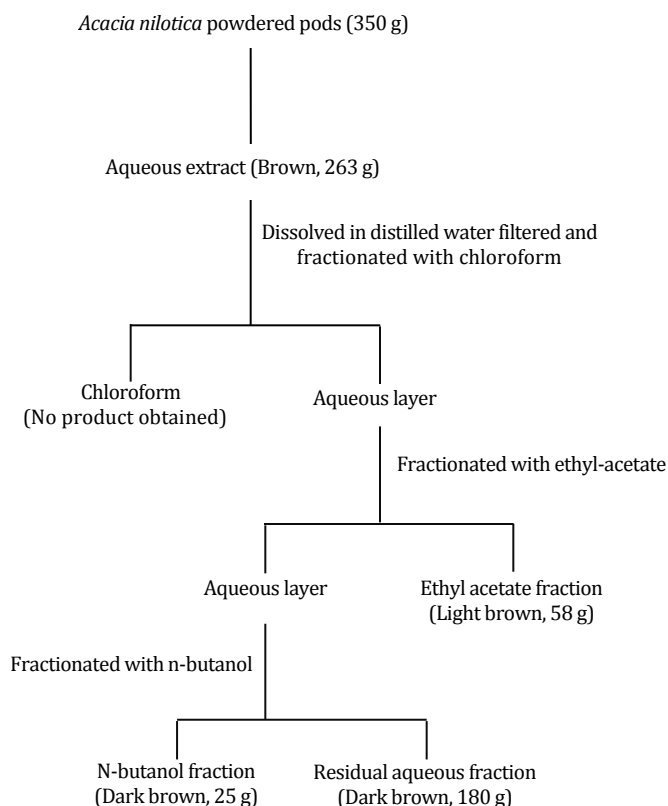 Acacia nilotica powdered pods (350 g)
Aqueous extract (Brown, 263 g)
Dissolved in distilled water filtered and
fractionated with chloroform
Chloroform
(No product obtained)
Aqueous layer
Fractionated with ethyl-acetate
Aqueous layer
Ethyl acetate fraction
(Light brown, 58 g)
Fractionated with n-butanol
N-butanol fraction
(Dark brown, 25 g)
Residual aqueous fraction
(Dark brown, 180 g)